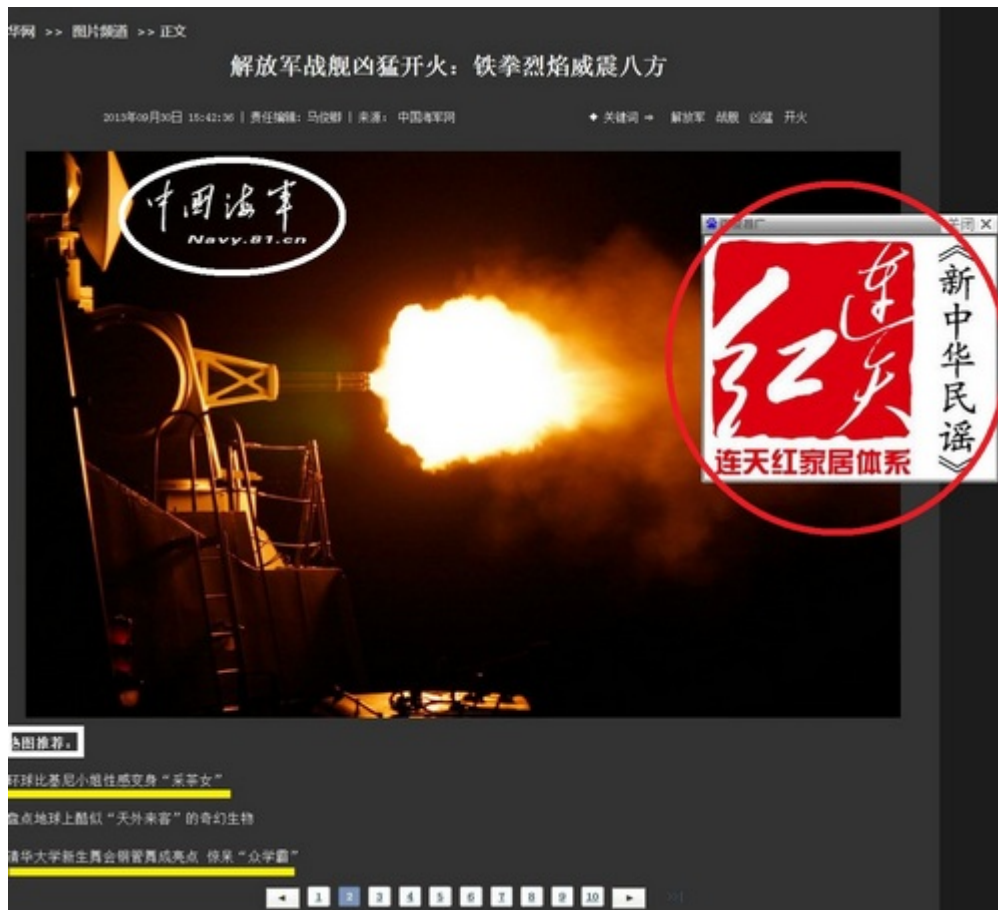 华网 >> 图片频道 >> 正文
解放军战舰凶猛开火：铁拳烈焰威震八方
2013年09月30日 15:42:36 | 责任编辑：马俊卿 | 来源： 中国海军网
◆ 关键词 → 解放军 战舰 凶猛 开火
中国海军
Navy.81.cn
关闭 ×
红连天
《新中华民谣》
连天红家居体系
图推荐：
环球比基尼小姐性感变身“采茶女”
盘点地球上酷似“天外来客”的奇幻生物
清华大学新生舞会钢管舞成亮点 惊呆“众学霸”
◄ 1 2 3 4 5 6 7 8 9 10 ► >>|